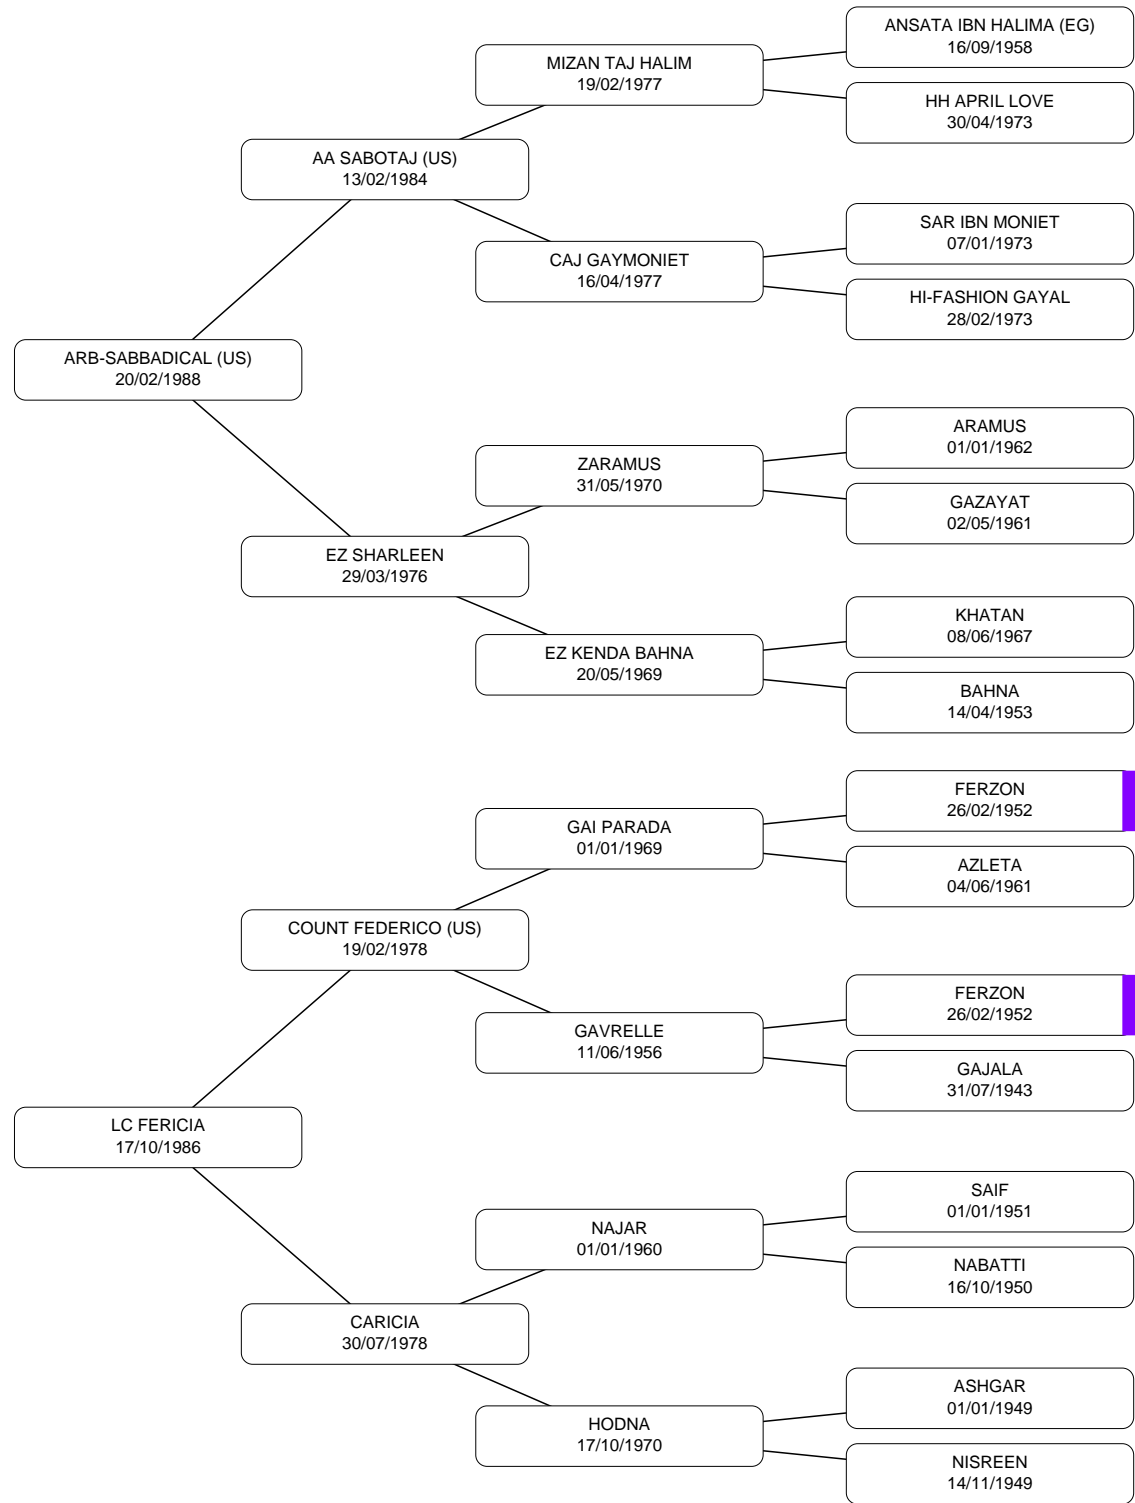 ANSATA IBN HALIMA (EG)
16/09/1958
MIZAN TAJ HALIM
19/02/1977
HH APRIL LOVE
30/04/1973
AA SABOTAJ (US)
13/02/1984
SAR IBN MONIET
07/01/1973
CAJ GAYMONIET
16/04/1977
HI-FASHION GAYAL
28/02/1973
ARB-SABBADICAL (US)
20/02/1988
ARAMUS
01/01/1962
ZARAMUS
31/05/1970
GAZAYAT
02/05/1961
EZ SHARLEEN
29/03/1976
KHATAN
08/06/1967
EZ KENDA BAHNA
20/05/1969
BAHNA
14/04/1953
FERZON
26/02/1952
GAI PARADA
01/01/1969
AZLETA
04/06/1961
COUNT FEDERICO (US)
19/02/1978
FERZON
26/02/1952
GAVRELLE
11/06/1956
GAJALA
31/07/1943
LC FERICIA
17/10/1986
SAIF
01/01/1951
NAJAR
01/01/1960
NABATTI
16/10/1950
CARICIA
30/07/1978
ASHGAR
01/01/1949
HODNA
17/10/1970
NISREEN
14/11/1949